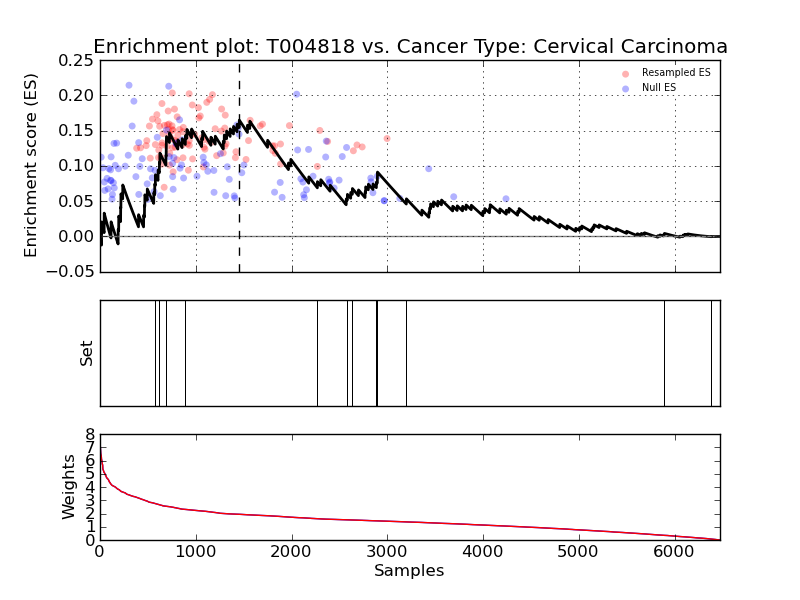 Enrichment plot: T004818 vs. Cancer Type: Cervical Carcinoma
Enrichment score (ES)
0.25
0.20
0.15
0.10
0.05
0.00
−0.05
Resampled ES
Null ES
Set
Weights
8
7
6
5
4
3
2
1
0
0 1000 2000 3000 4000 5000 6000
Samples